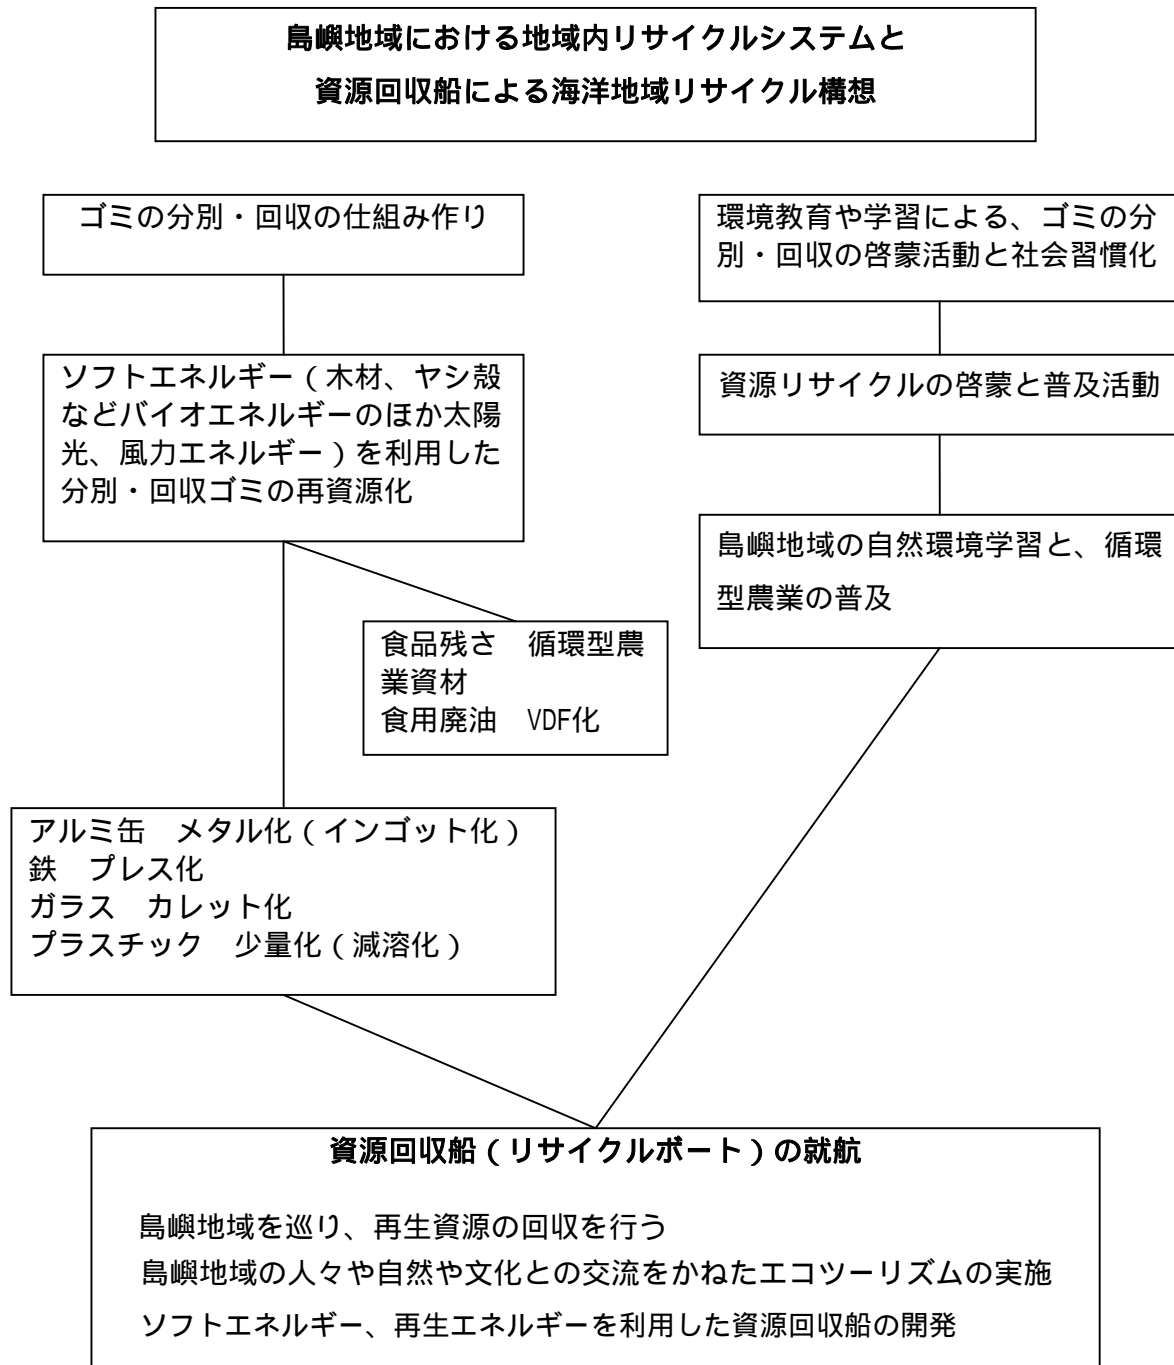 島嶼地域における地域内リサイクルシステムと
資源回収船による海洋地域リサイクル構想
ゴミの分別・回収の仕組み作り
ソフトエネルギー（木材、ヤシ殻
などバイオエネルギーのほか太陽
光、風力エネルギー）を利用した
分別・回収ゴミの再資源化
食品残さ　循環型農
業資材
食用廃油　VDF化
アルミ缶　メタル化（インゴット化）
鉄　プレス化
ガラス　カレット化
プラスチック　少量化（減溶化）
環境教育や学習による、ゴミの分
別・回収の啓蒙活動と社会習慣化
資源リサイクルの啓蒙と普及活動
島嶼地域の自然環境学習と、循環
型農業の普及
資源回収船（リサイクルボート）の就航
島嶼地域を巡り、再生資源の回収を行う
島嶼地域の人々や自然や文化との交流をかねたエコツーリズムの実施
ソフトエネルギー、再生エネルギーを利用した資源回収船の開発